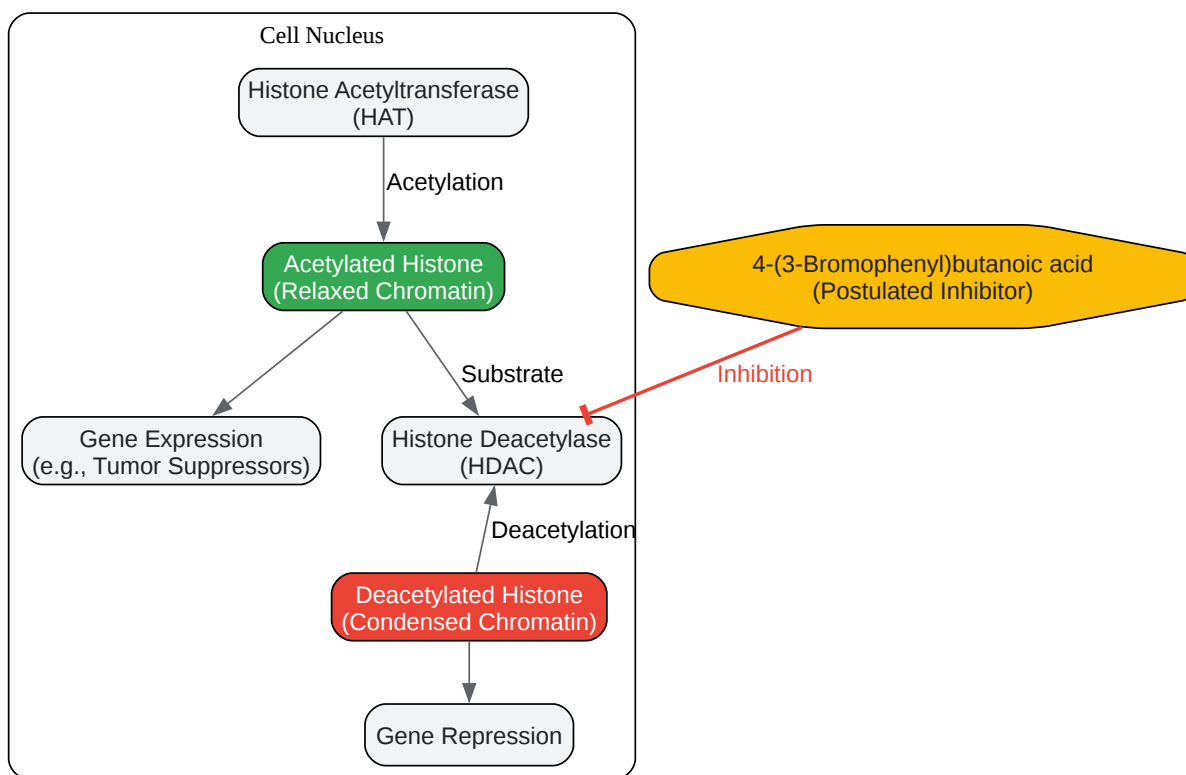 Cell Nucleus
Histone Acetyltransferase
(HAT)
Acetylation
Acetylated Histone
(Relaxed Chromatin)
4-(3-Bromophenyl)butanoic acid
(Postulated Inhibitor)
Substrate
Inhibition
Gene Expression
(e.g., Tumor Suppressors)
Histone Deacetylase
(HDAC)
Deacetylation
Deacetylated Histone
(Condensed Chromatin)
Gene Repression